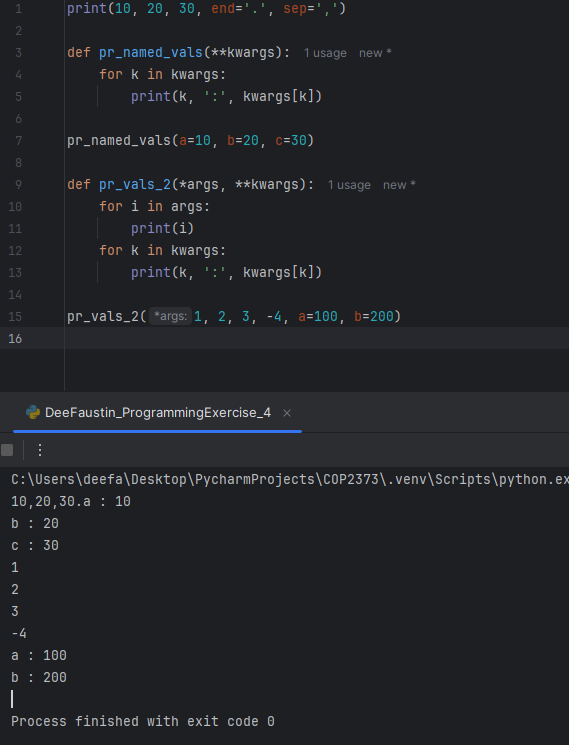 1 print(10, 20, 30, end='.', sep=',')
2
3 def pr_named_vals(**kwargs): 1 usage new *
4     for k in kwargs:
5         print(k, ':', kwargs[k])
6
7 pr_named_vals(a=10, b=20, c=30)
8
9 def pr_vals_2(*args, **kwargs): 1 usage new *
10     for i in args:
11         print(i)
12     for k in kwargs:
13         print(k, ':', kwargs[k])
14
15 pr_vals_2( *args: 1, 2, 3, -4, a=100, b=200)
16
DeeFaustin_ProgrammingExercise_4 ×
C:\Users\deefa\Desktop\PycharmProjects\COP2373\.venv\Scripts\python.ex
10,20,30.a : 10
b : 20
c : 30
1
2
3
-4
a : 100
b : 200
Process finished with exit code 0